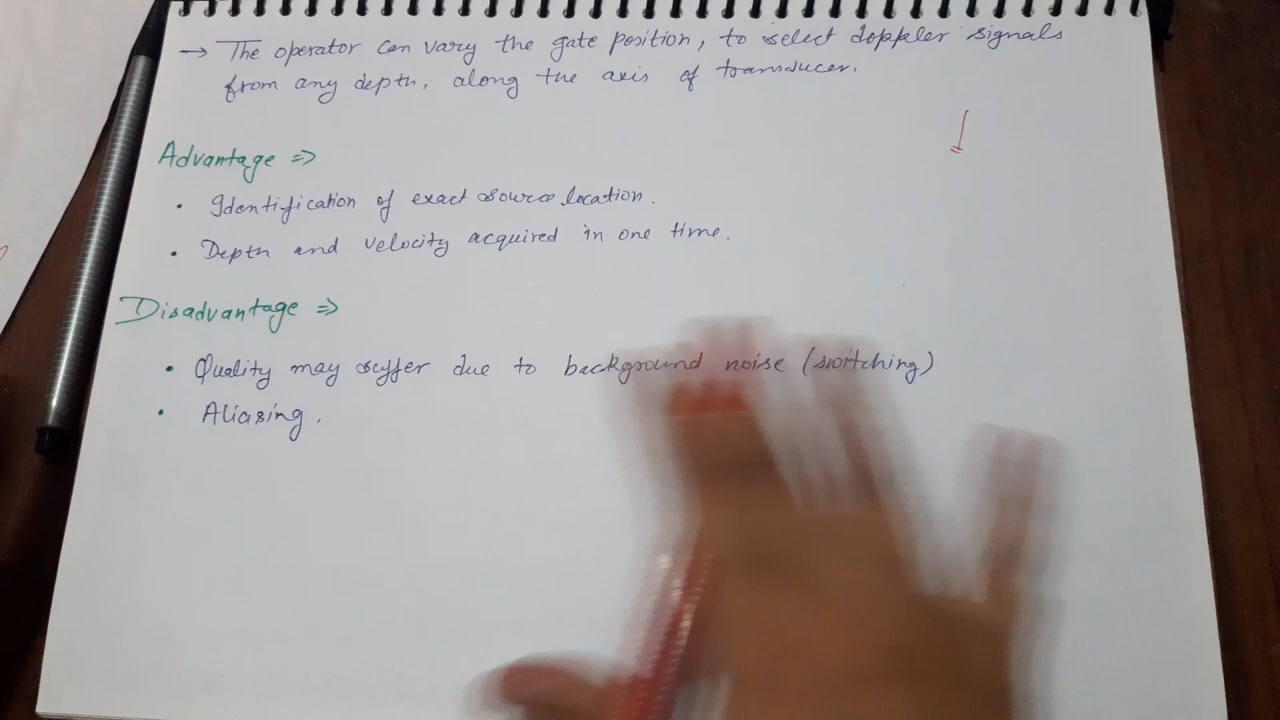 → The operator can vary the gate position, to select doppler signals
from any depth, along the axis of transducer.
Advantage ⇒
• Identification of exact source location.
• Depth and velocity acquired in one time.
Disadvantage ⇒
• Quality may suffer due to background noise (switching)
• Aliasing.